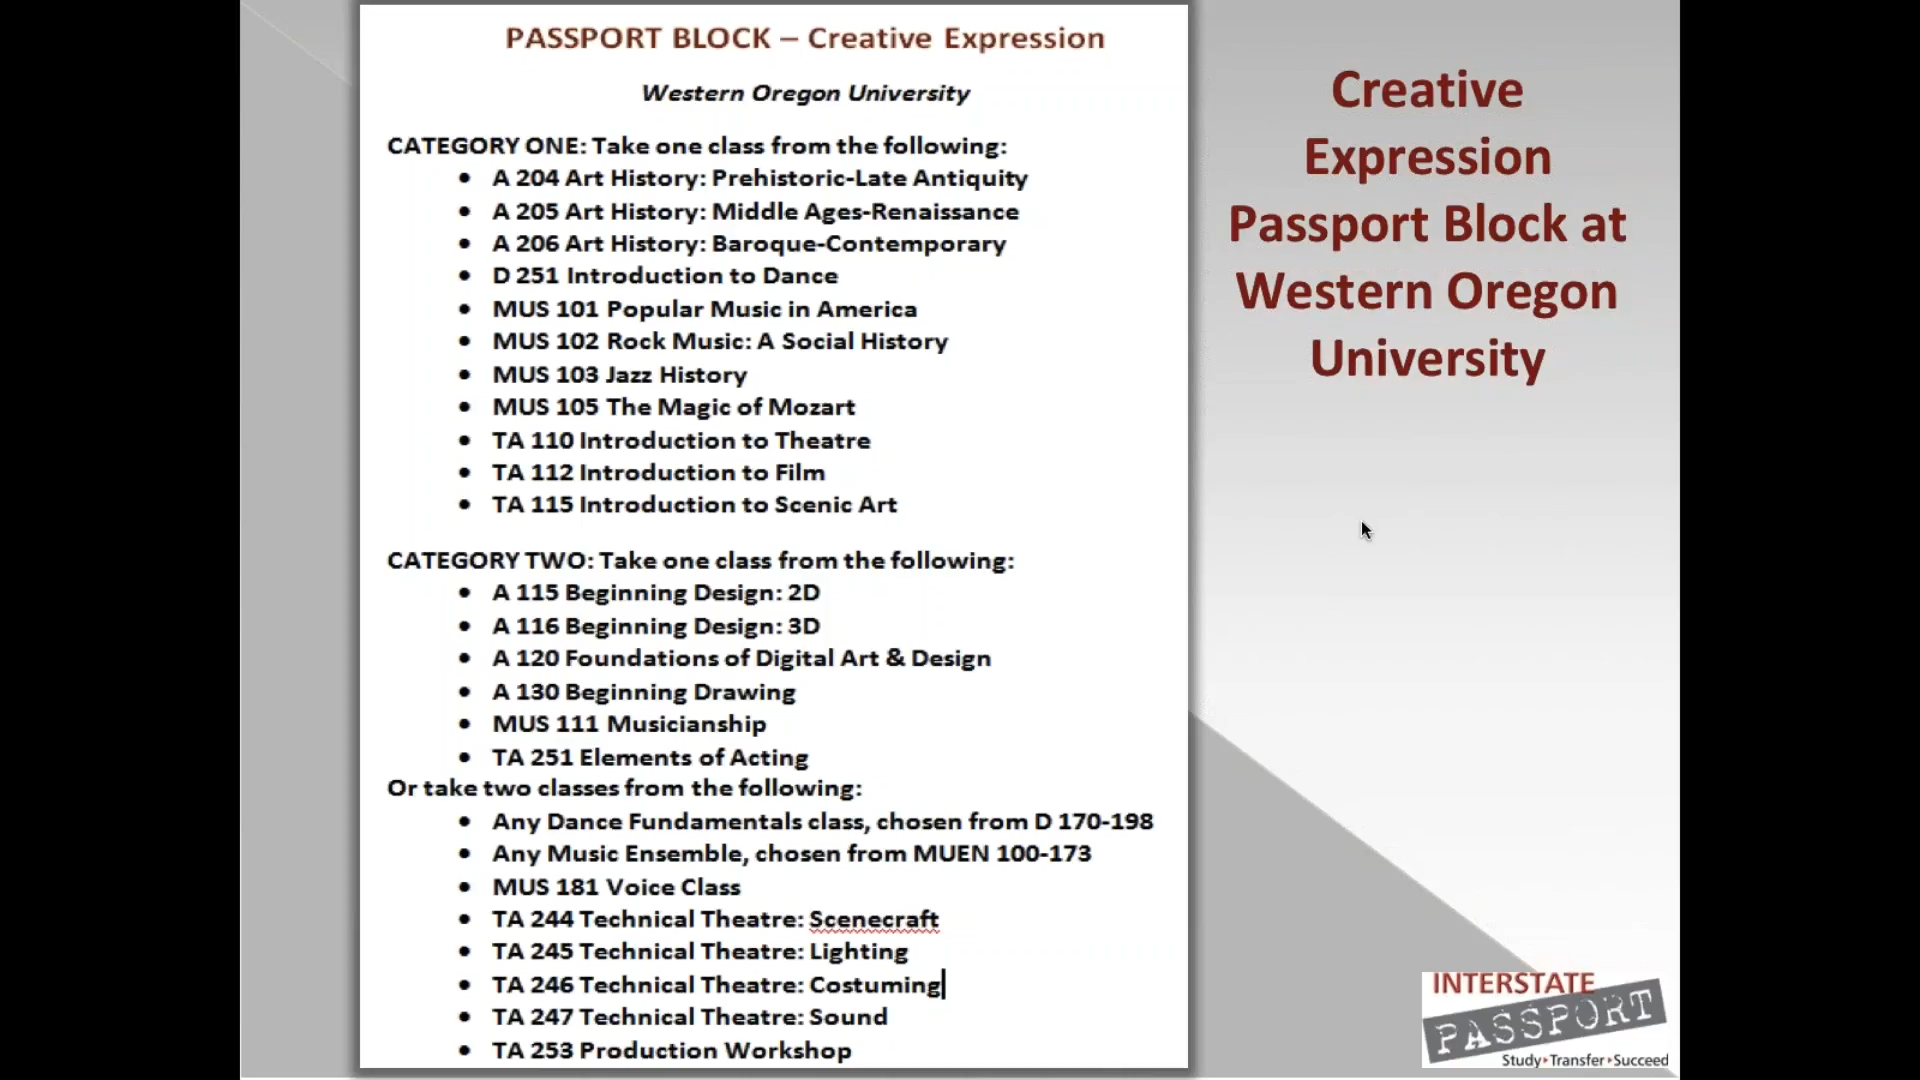 PASSPORT BLOCK – Creative Expression
Western Oregon University
CATEGORY ONE: Take one class from the following:
• A 204 Art History: Prehistoric-Late Antiquity
• A 205 Art History: Middle Ages-Renaissance
• A 206 Art History: Baroque-Contemporary
• D 251 Introduction to Dance
• MUS 101 Popular Music in America
• MUS 102 Rock Music: A Social History
• MUS 103 Jazz History
• MUS 105 The Magic of Mozart
• TA 110 Introduction to Theatre
• TA 112 Introduction to Film
• TA 115 Introduction to Scenic Art
CATEGORY TWO: Take one class from the following:
• A 115 Beginning Design: 2D
• A 116 Beginning Design: 3D
• A 120 Foundations of Digital Art & Design
• A 130 Beginning Drawing
• MUS 111 Musicianship
• TA 251 Elements of Acting
Or take two classes from the following:
• Any Dance Fundamentals class, chosen from D 170-198
• Any Music Ensemble, chosen from MUEN 100-173
• MUS 181 Voice Class
• TA 244 Technical Theatre: Scenecraft
• TA 245 Technical Theatre: Lighting
• TA 246 Technical Theatre: Costuming
• TA 247 Technical Theatre: Sound
• TA 253 Production Workshop
Creative
Expression
Passport Block at
Western Oregon
University
INTERSTATE
PASSPORT
Study▸Transfer▸Succeed